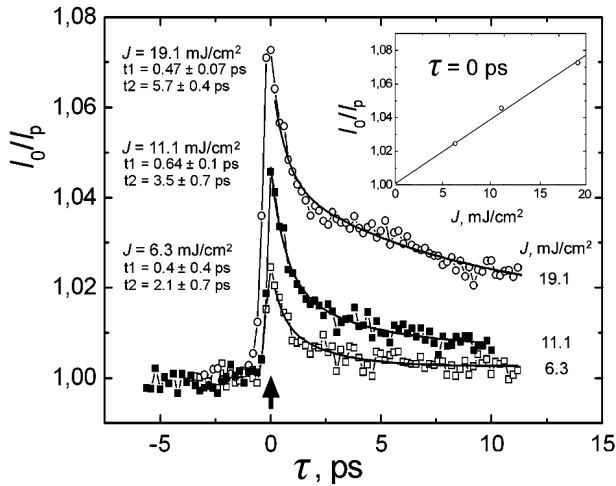 I₀/Iₚ
1,08
1,06
1,04
1,02
1,00
J = 19.1 mJ/cm²
t1 = 0.47 ± 0.07 ps
t2 = 5.7 ± 0.4 ps
J = 11.1 mJ/cm²
t1 = 0.64 ± 0.1 ps
t2 = 3.5 ± 0.7 ps
J = 6.3 mJ/cm²
t1 = 0.4 ± 0.4 ps
t2 = 2.1 ± 0.7 ps
I₀/Iₚ
1,08
1,06
1,04
1,02
1,00
τ = 0 ps
0 5 10 15 20
J, mJ/cm²
J, mJ/cm²
19.1
11.1
6.3
-5 0 5 10 15
τ, ps